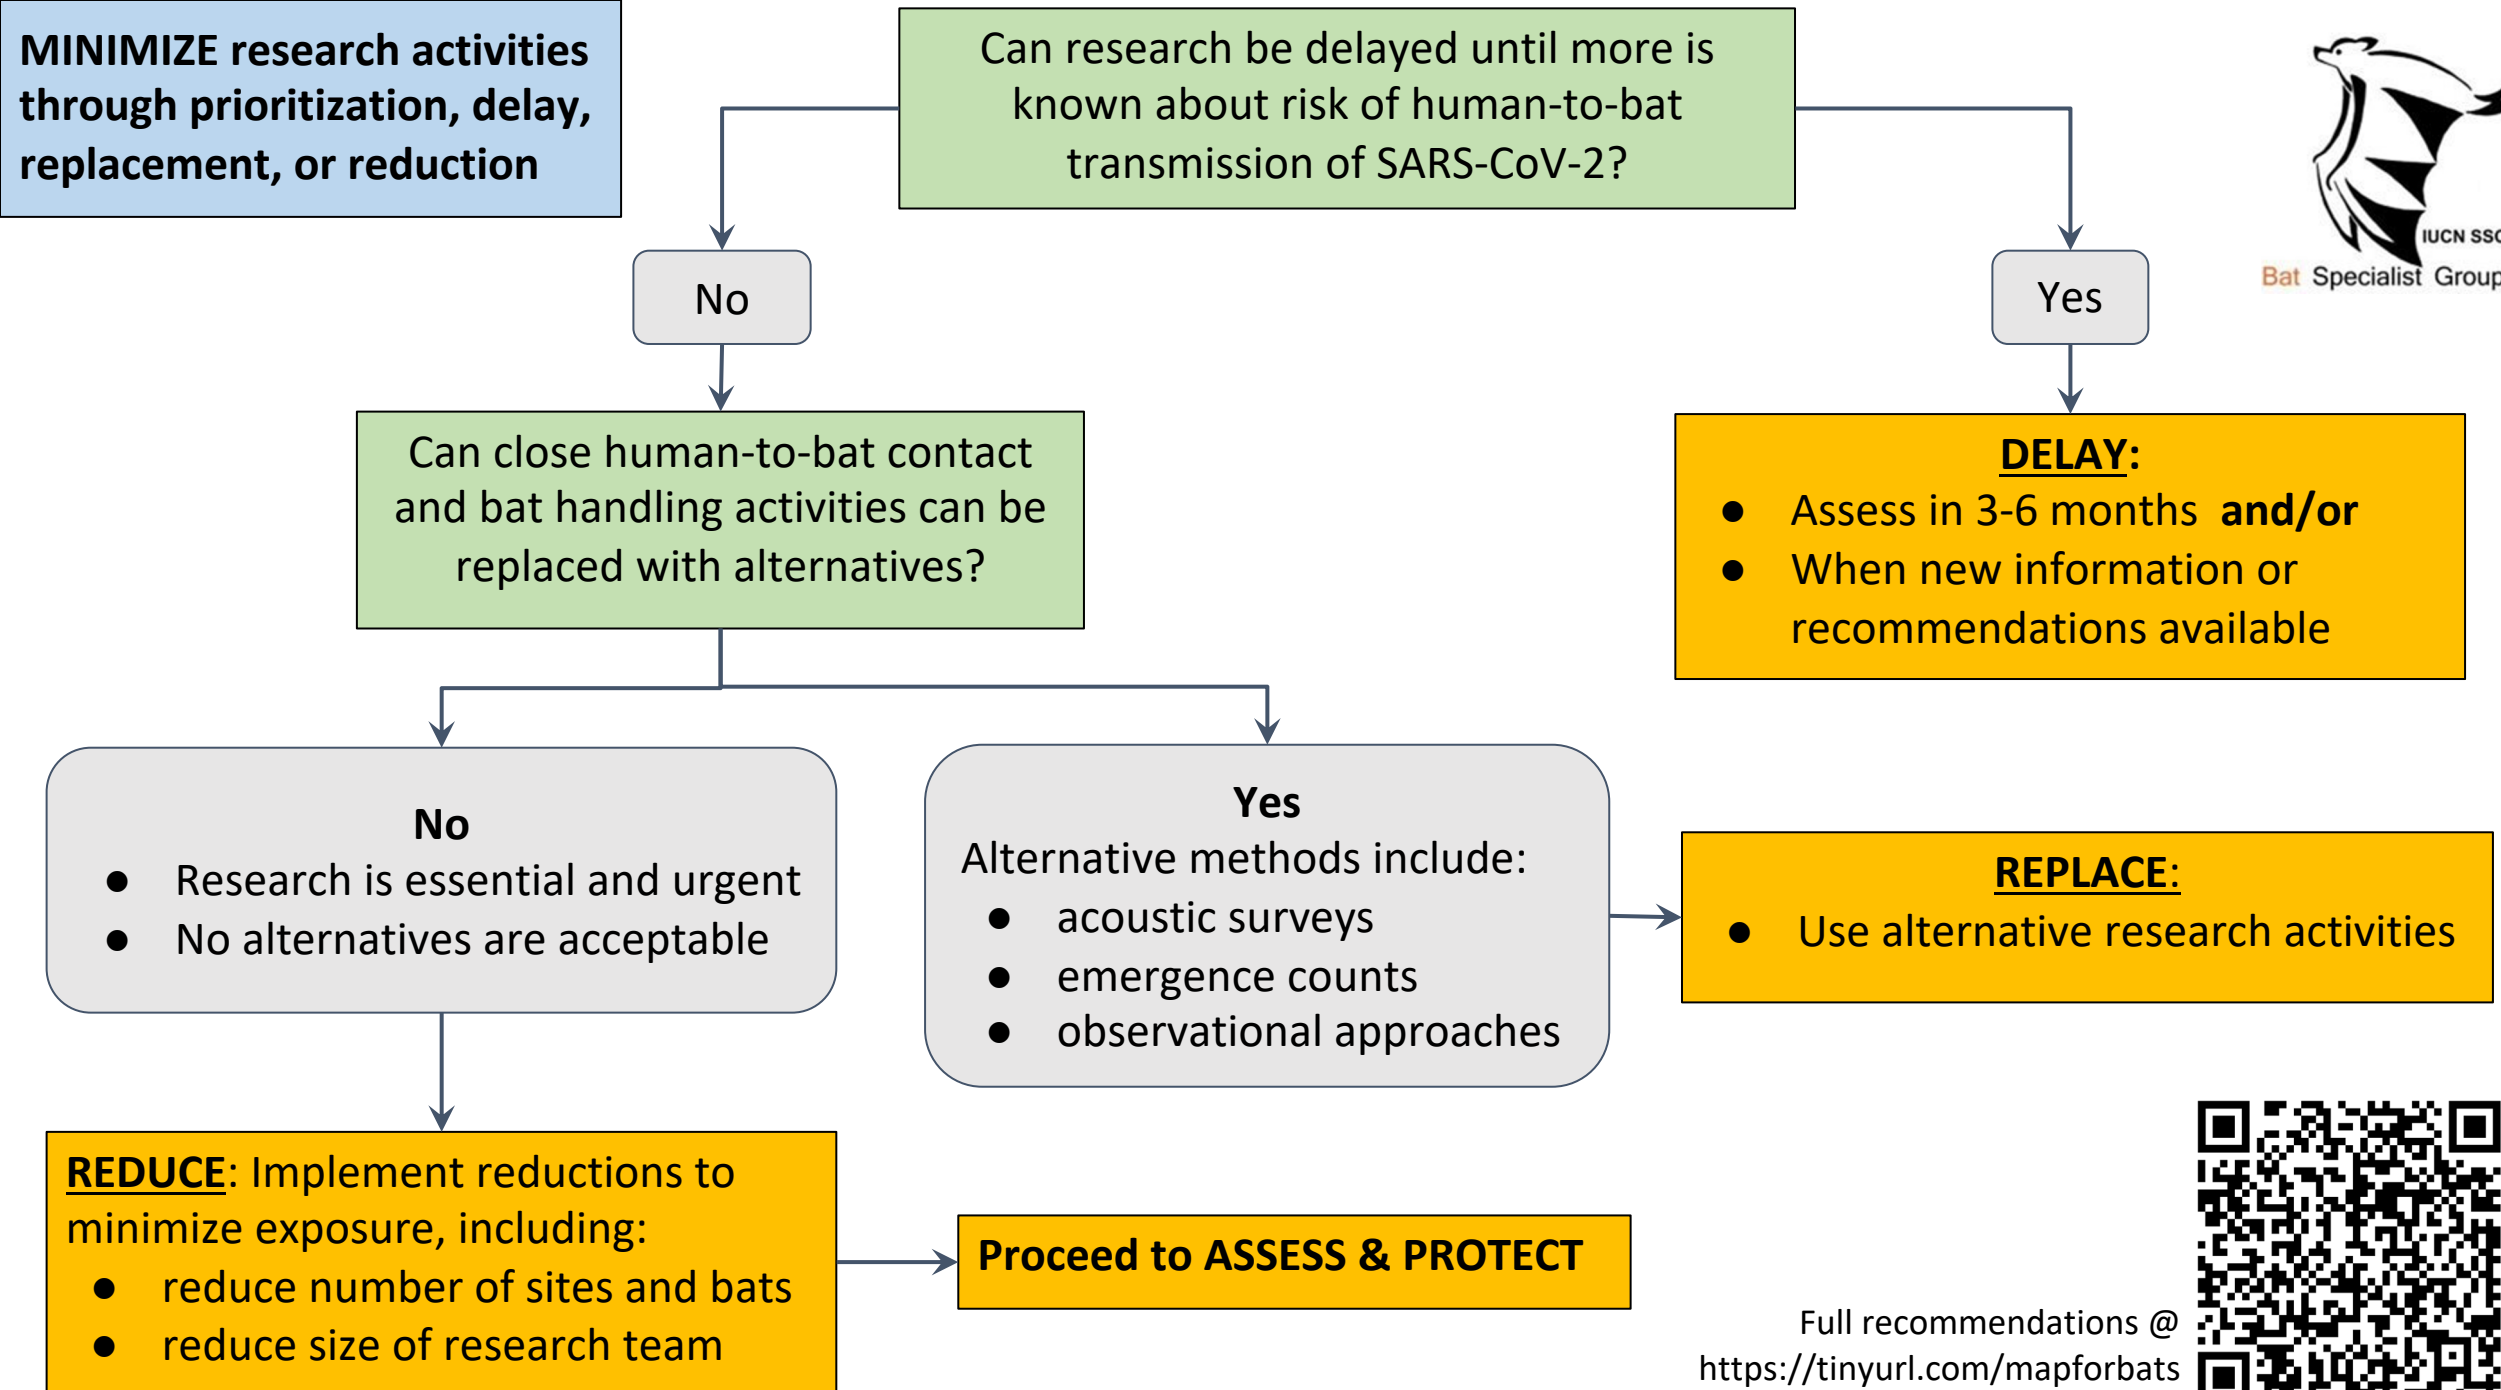 MINIMIZE research activities
through prioritization, delay,
replacement, or reduction
Can research be delayed until more is
known about risk of human-to-bat
transmission of SARS-CoV-2?
IUCN SSC
Bat Specialist Group
No
Yes
Can close human-to-bat contact
and bat handling activities can be
replaced with alternatives?
DELAY:
● Assess in 3-6 months and/or
● When new information or
recommendations available
No
● Research is essential and urgent
● No alternatives are acceptable
Yes
Alternative methods include:
● acoustic surveys
● emergence counts
● observational approaches
REPLACE:
● Use alternative research activities
REDUCE: Implement reductions to
minimize exposure, including:
● reduce number of sites and bats
● reduce size of research team
Proceed to ASSESS & PROTECT
Full recommendations @
https://tinyurl.com/mapforbats